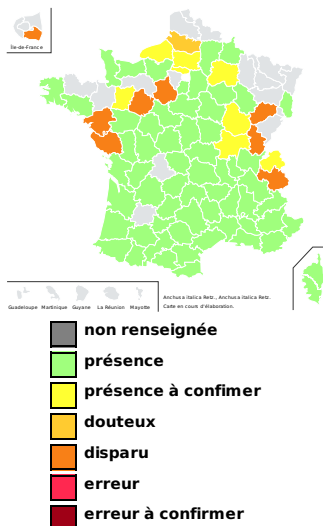 Île-de-France
Guadeloupe Martinique Guyane La Réunion Mayotte
Anchusa italica Retz., Anchusa italica Retz.
Carte en cours d'élaboration.
non renseignée
présence
présence à confimer
douteux
disparu
erreur
erreur à confirmer